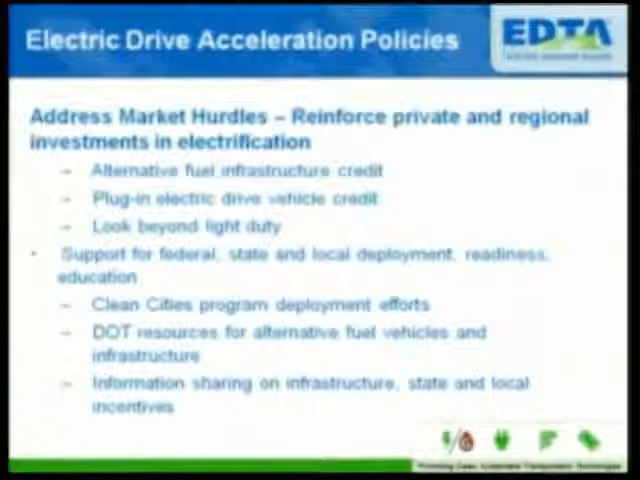 Electric Drive Acceleration Policies
EDTA
Address Market Hurdles – Reinforce private and regional
investments in electrification
– Alternative fuel infrastructure credit
– Plug-in electric drive vehicle credit
– Look beyond light duty
• Support for federal, state and local deployment, readiness,
education
– Clean Cities program deployment efforts
– DOT resources for alternative fuel vehicles and
infrastructure
– Information sharing on infrastructure, state and local
incentives